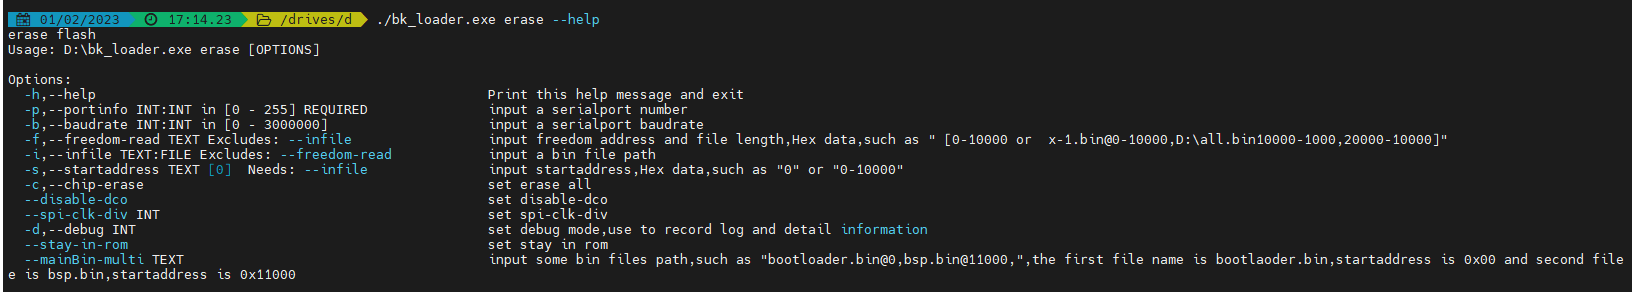 01/02/2023 17:14.23 /drives/d ./bk_loader.exe erase --help
erase flash
Usage: D:\bk_loader.exe erase [OPTIONS]
Options:
-h,--help Print this help message and exit
-p,--portinfo INT:INT in [0 - 255] REQUIRED input a serialport number
-b,--baudrate INT:INT in [0 - 3000000] input a serialport baudrate
-f,--freedom-read TEXT Excludes: --infile input freedom address and file length,Hex data,such as " [0-10000 or x-1.bin@0-10000,D:\all.bin10000-1000,20000-10000]"
-i,--infile TEXT:FILE Excludes: --freedom-read input a bin file path
-s,--startaddress TEXT [0] Needs: --infile input startaddress,Hex data,such as "0" or "0-10000"
-c,--chip-erase set erase all
--disable-dco set disable-dco
--spi-clk-div INT set spi-clk-div
-d,--debug INT set debug mode,use to record log and detail information
--stay-in-rom set stay in rom
--mainBin-multi TEXT input some bin files path,such as "bootloader.bin@0,bsp.bin@11000,",the first file name is bootlaoder.bin,startaddress is 0x00 and second file
e is bsp.bin,startaddress is 0x11000